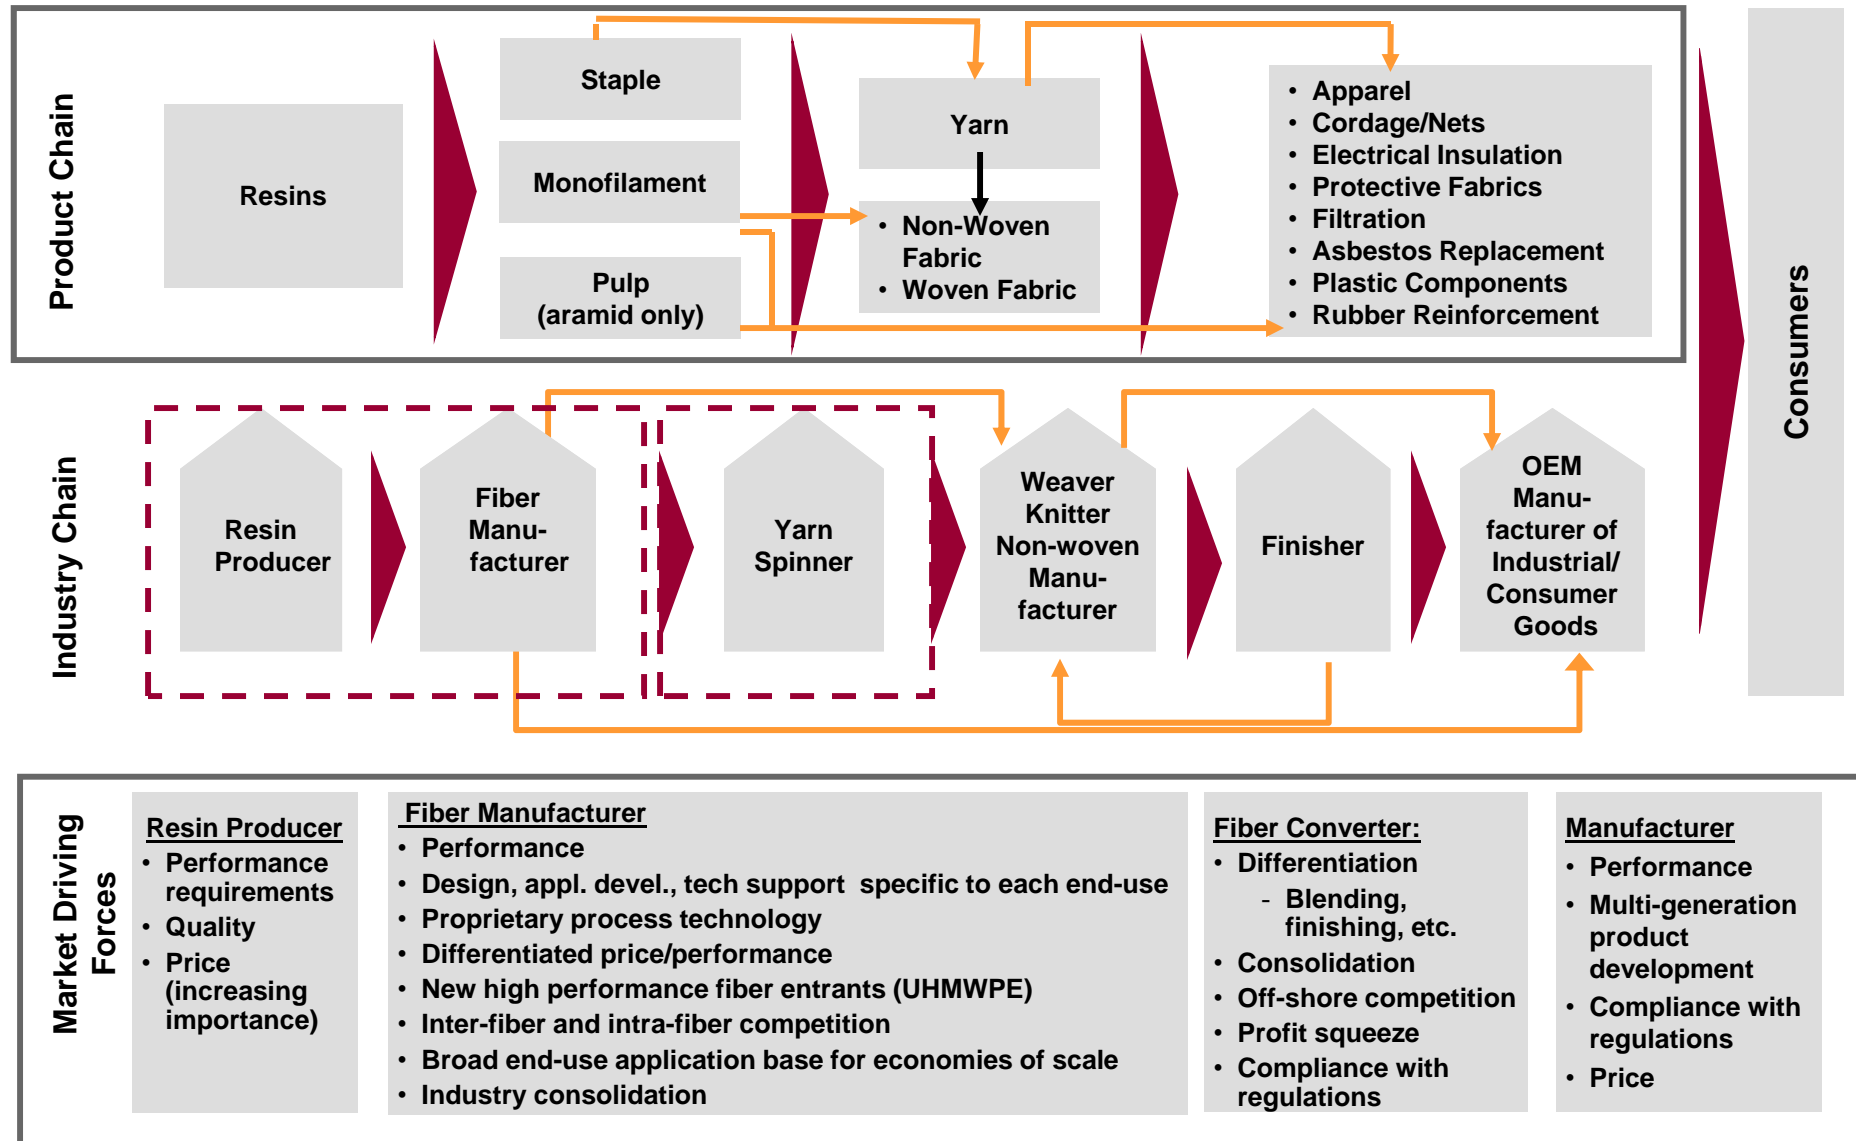 Product Chain
Resins
Staple
Monofilament
Pulp
(aramid only)
Yarn
• Non-Woven
Fabric
• Woven Fabric
• Apparel
• Cordage/Nets
• Electrical Insulation
• Protective Fabrics
• Filtration
• Asbestos Replacement
• Plastic Components
• Rubber Reinforcement
Consumers
Industry Chain
Resin
Producer
Fiber
Manu-
facturer
Yarn
Spinner
Weaver
Knitter
Non-woven
Manu-
facturer
Finisher
OEM
Manu-
facturer of
Industrial/
Consumer
Goods
Market Driving
Forces
Resin Producer
• Performance
requirements
• Quality
• Price
(increasing
importance)
Fiber Manufacturer
• Performance
• Design, appl. devel., tech support specific to each end-use
• Proprietary process technology
• Differentiated price/performance
• New high performance fiber entrants (UHMWPE)
• Inter-fiber and intra-fiber competition
• Broad end-use application base for economies of scale
• Industry consolidation
Fiber Converter:
• Differentiation
- Blending,
finishing, etc.
• Consolidation
• Off-shore competition
• Profit squeeze
• Compliance with
regulations
Manufacturer
• Performance
• Multi-generation
product
development
• Compliance with
regulations
• Price